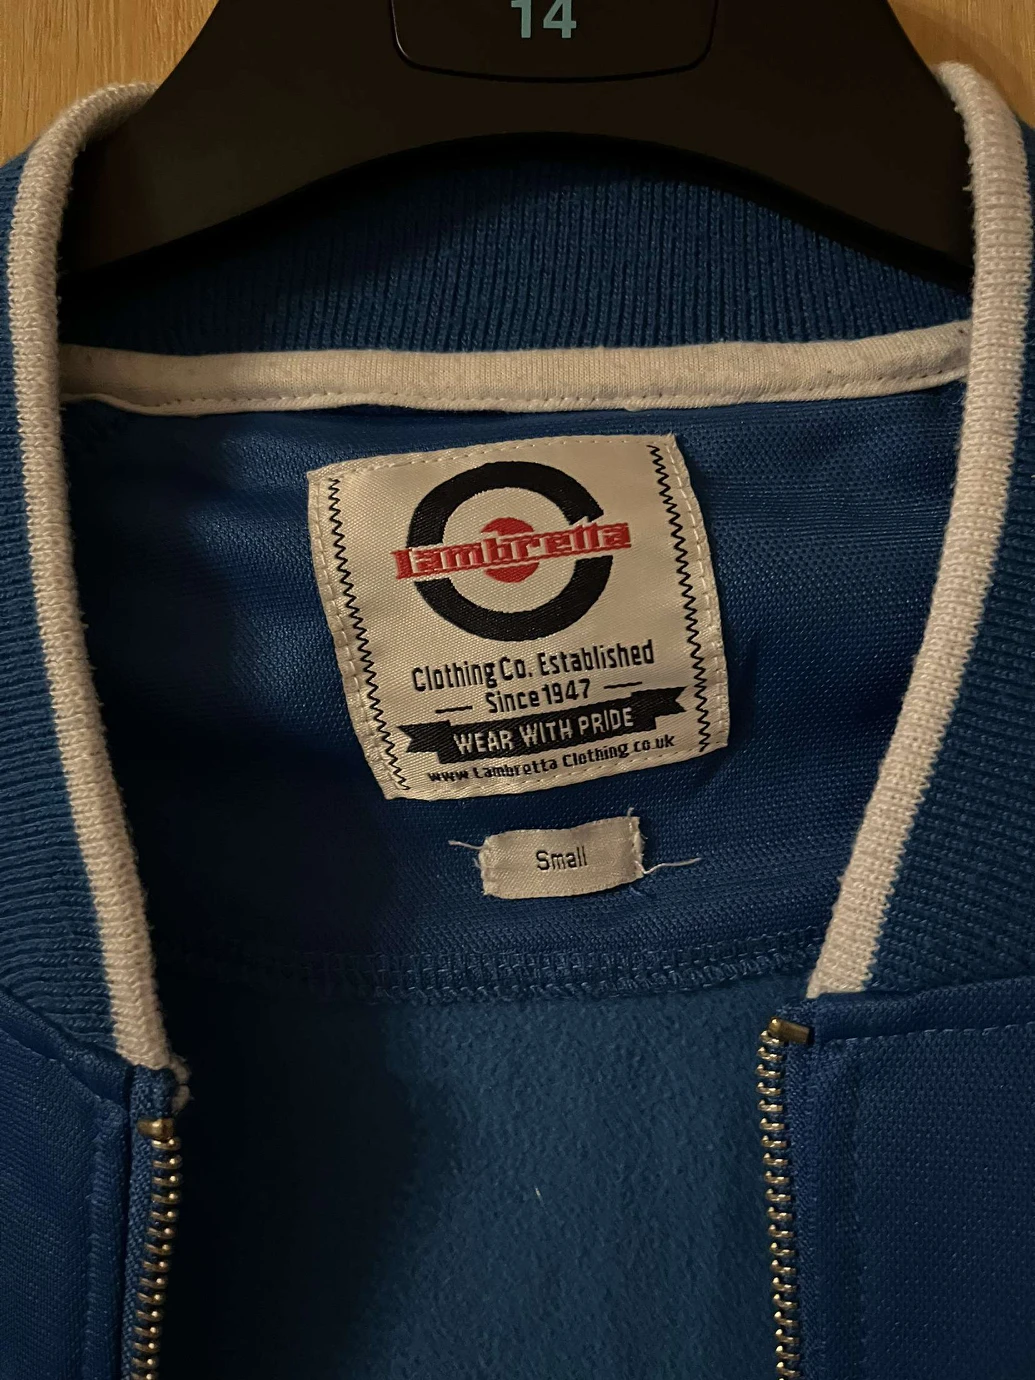 14
lambretta
Clothing Co. Established
Since 1947
WEAR WITH PRIDE
www Lambretta Clothing co.uk
Small